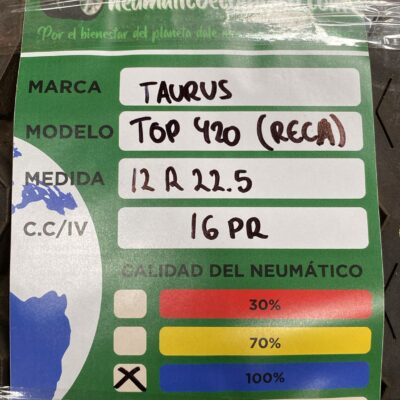 Por el bienestar del planeta dale
MARCA TAURUS
MODELO TOP 420 (RECA)
MEDIDA 12 R 22.5
C.C/IV 16 PR
CALIDAD DEL NEUMÁTICO
30%
70%
X 100%